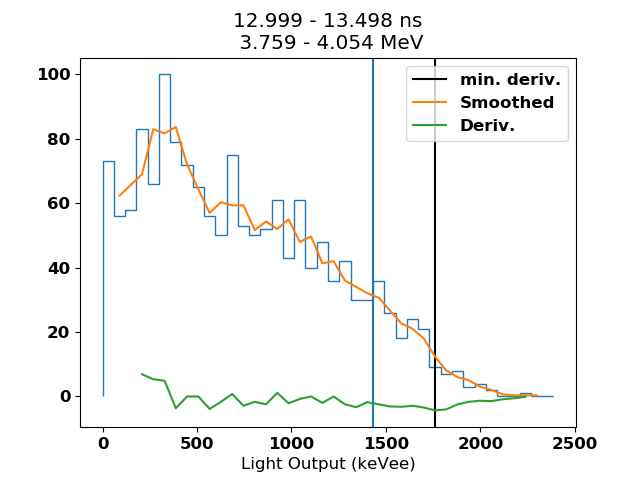 12.999 - 13.498 ns
3.759 - 4.054 MeV
min. deriv.
Smoothed
Deriv.
100
80
60
40
20
0
0 500 1000 1500 2000 2500
Light Output (keVee)